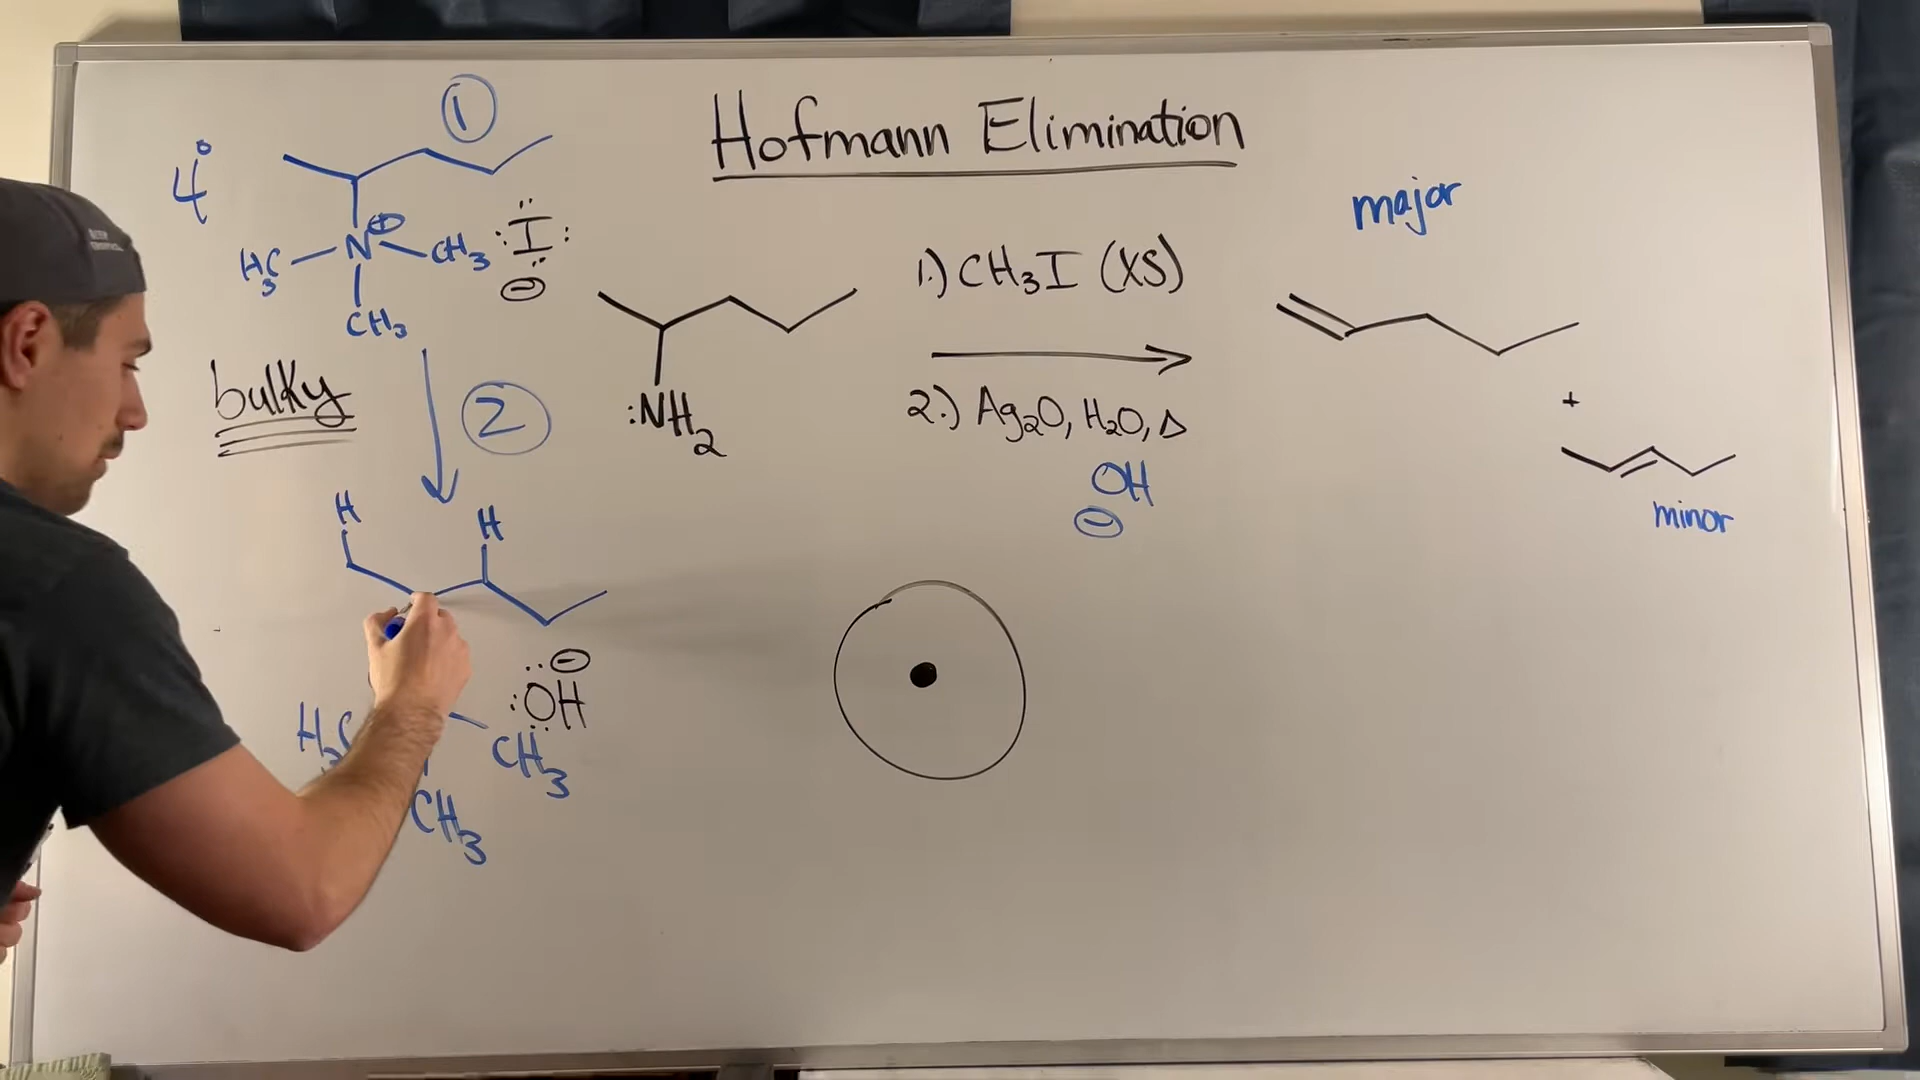 Hofmann Elimination
1
4°
N⊕
H3C
CH3
CH3
:I:
⊖
bulky
2
:NH2
1.) CH3I (XS)
2.) Ag2O, H2O, Δ
OH
⊖
major
+
minor
H
H
⊖
:OH
H3C
CH3
CH3